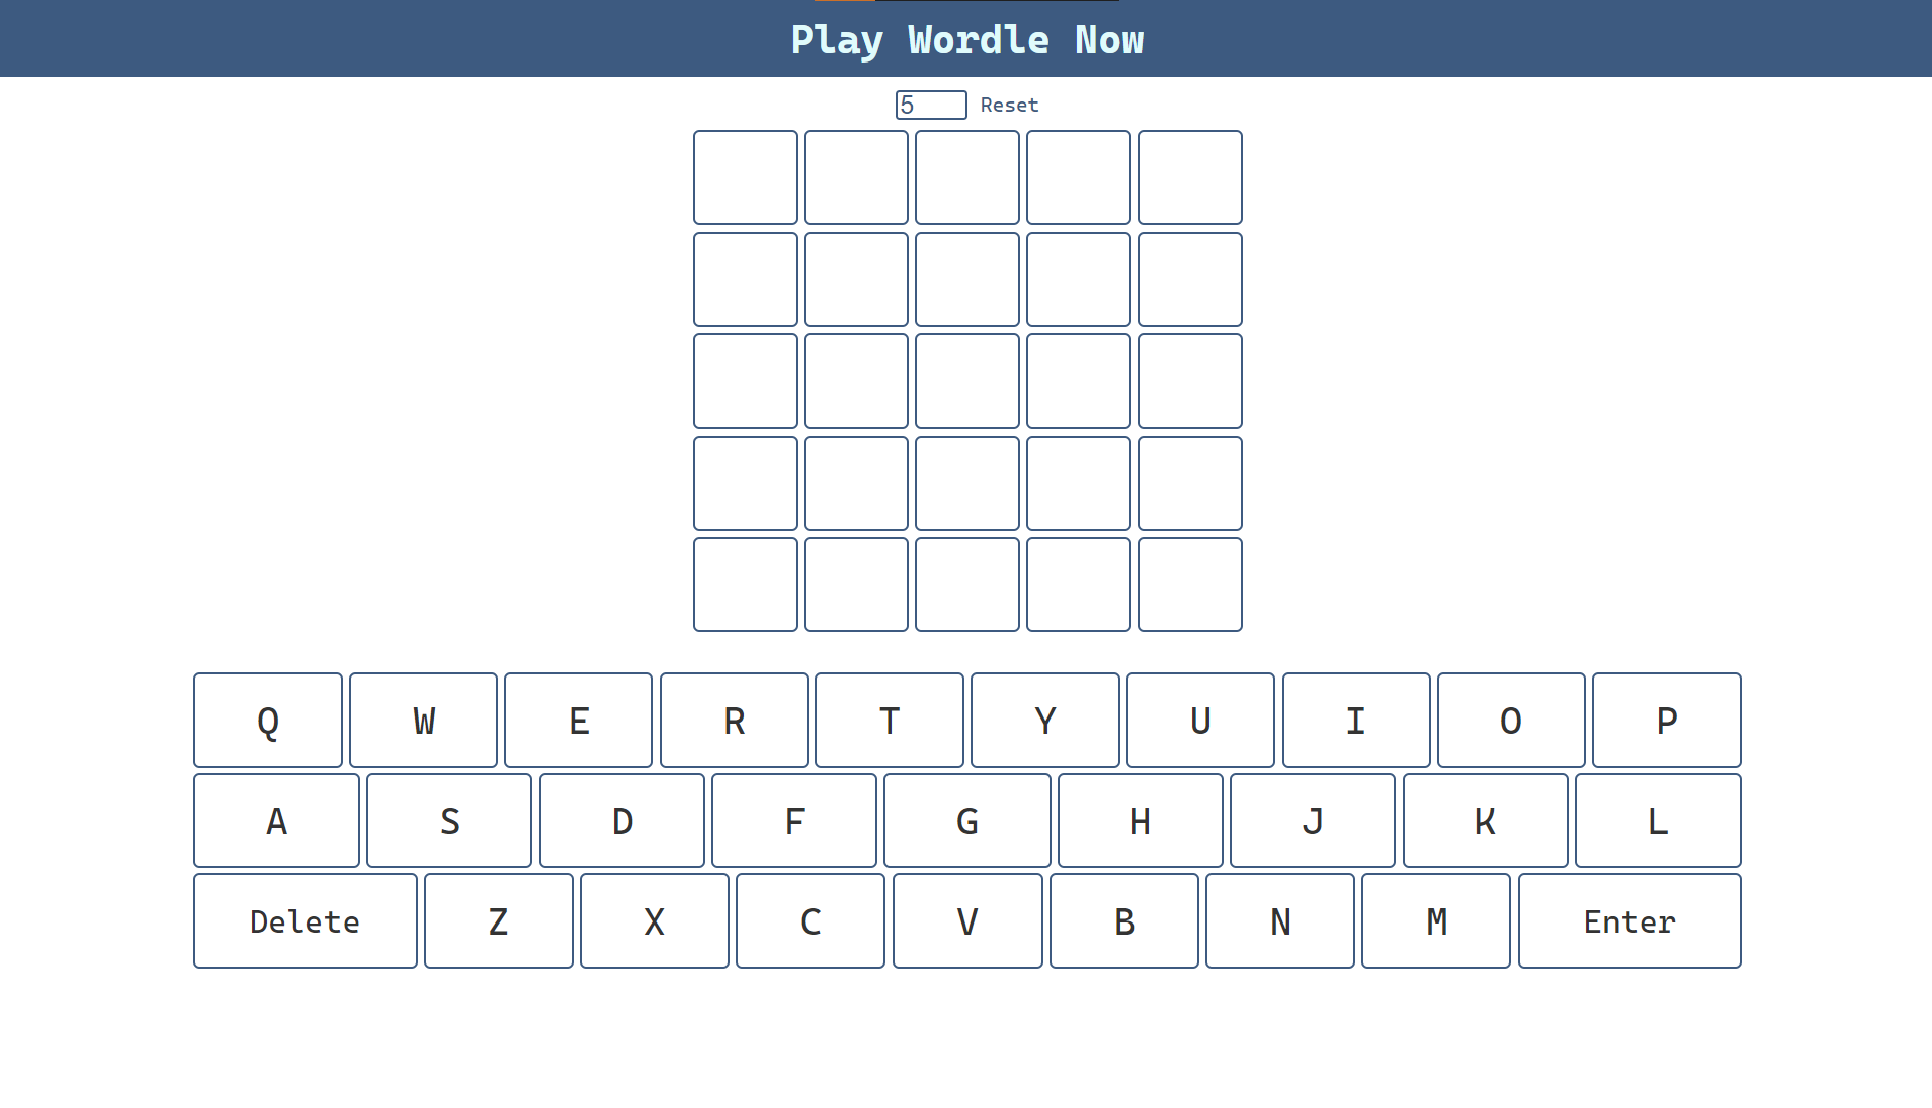 Play Wordle Now
5 Reset
Q W E R T Y U I O P
A S D F G H J K L
Delete Z X C V B N M Enter